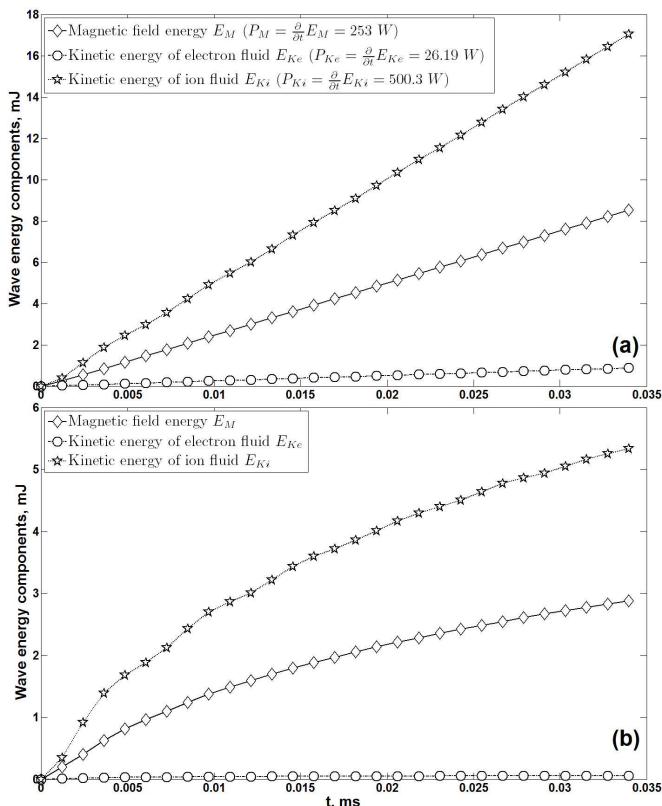 Magnetic field energy E_M (P_M = ∂/∂t E_M = 253 W)
Kinetic energy of electron fluid E_Ke (P_Ke = ∂/∂t E_Ke = 26.19 W)
Kinetic energy of ion fluid E_Ki (P_Ki = ∂/∂t E_Ki = 500.3 W)
Wave energy components, mJ
18
16
14
12
10
8
6
4
2
0
(a)
0 0.005 0.01 0.015 0.02 0.025 0.03 0.035
Magnetic field energy E_M
Kinetic energy of electron fluid E_Ke
Kinetic energy of ion fluid E_Ki
Wave energy components, mJ
6
5
4
3
2
1
0
(b)
0 0.005 0.01 0.015 0.02 0.025 0.03 0.035
t, ms